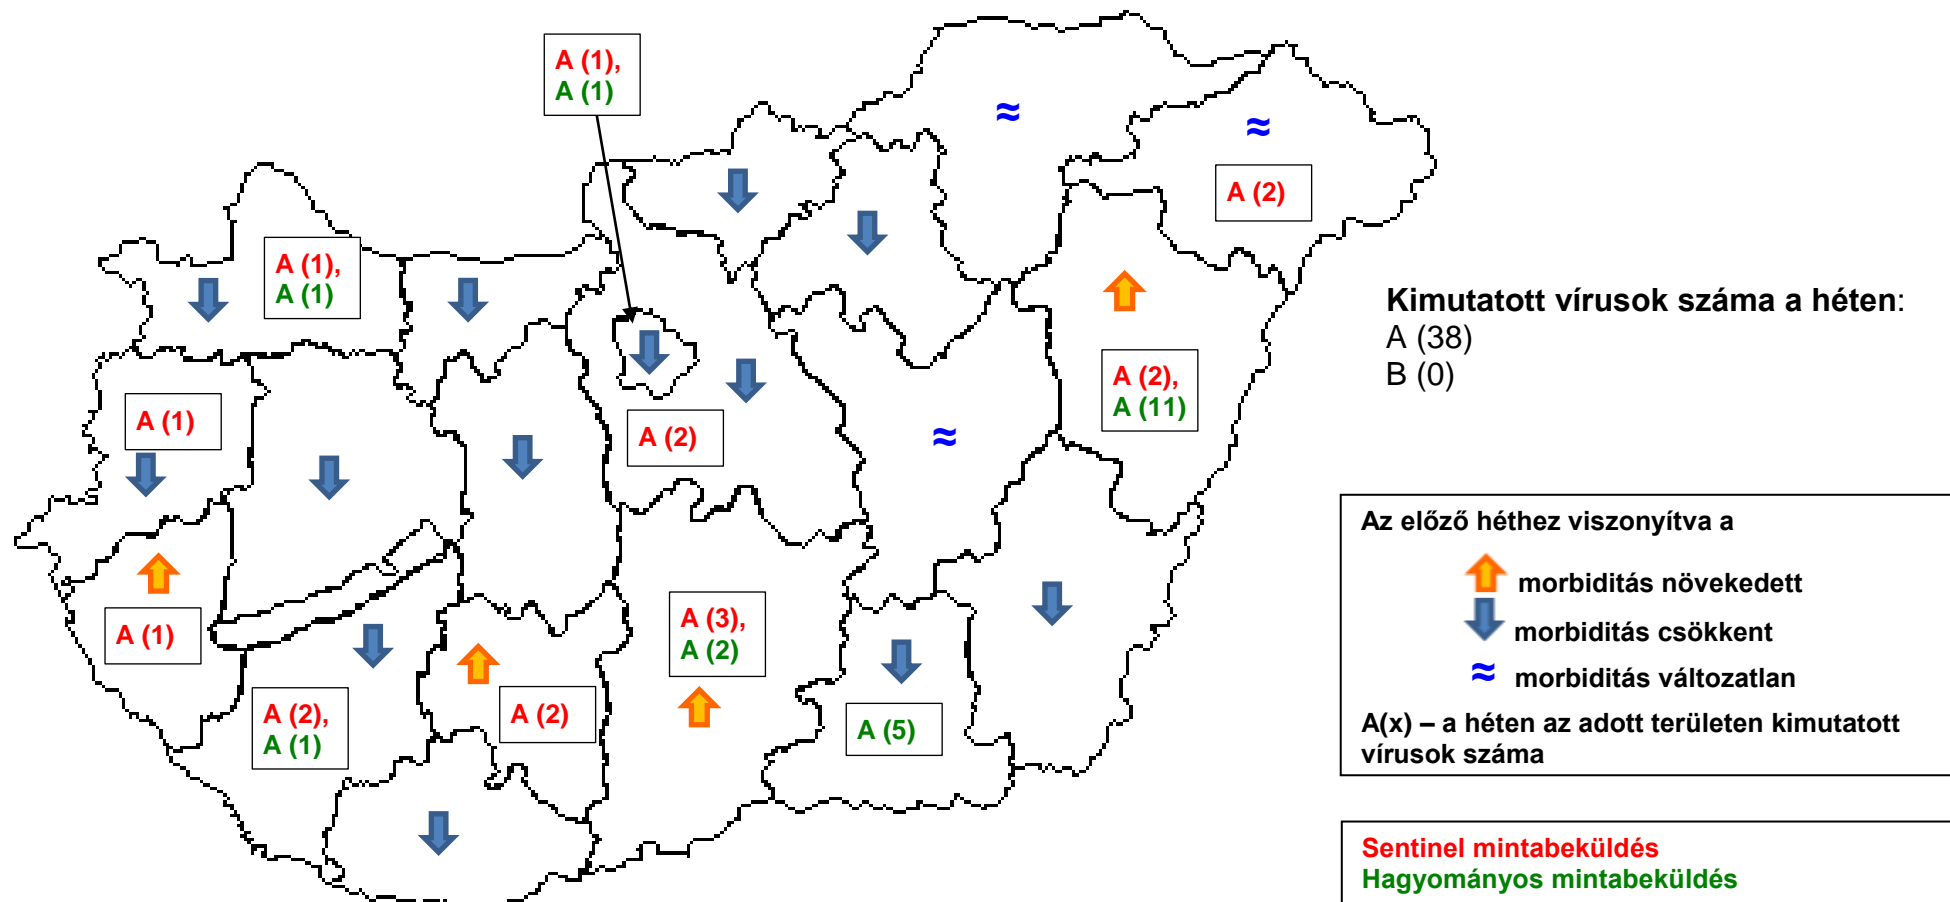 A (1),
A (1)
≈
≈
A (2)
A (1),
A (1)
Kimutatott vírusok száma a héten:
A (38)
B (0)
A (2),
A (11)
A (1)
A (2)
≈
Az előző héthez viszonyítva a
morbiditás növekedett
morbiditás csökkent
≈ morbiditás változatlan
A(x) – a héten az adott területen kimutatott
vírusok száma
A (1)
A (3),
A (2)
A (2),
A (1)
A (2)
A (5)
Sentinel mintabeküldés
Hagyományos mintabeküldés